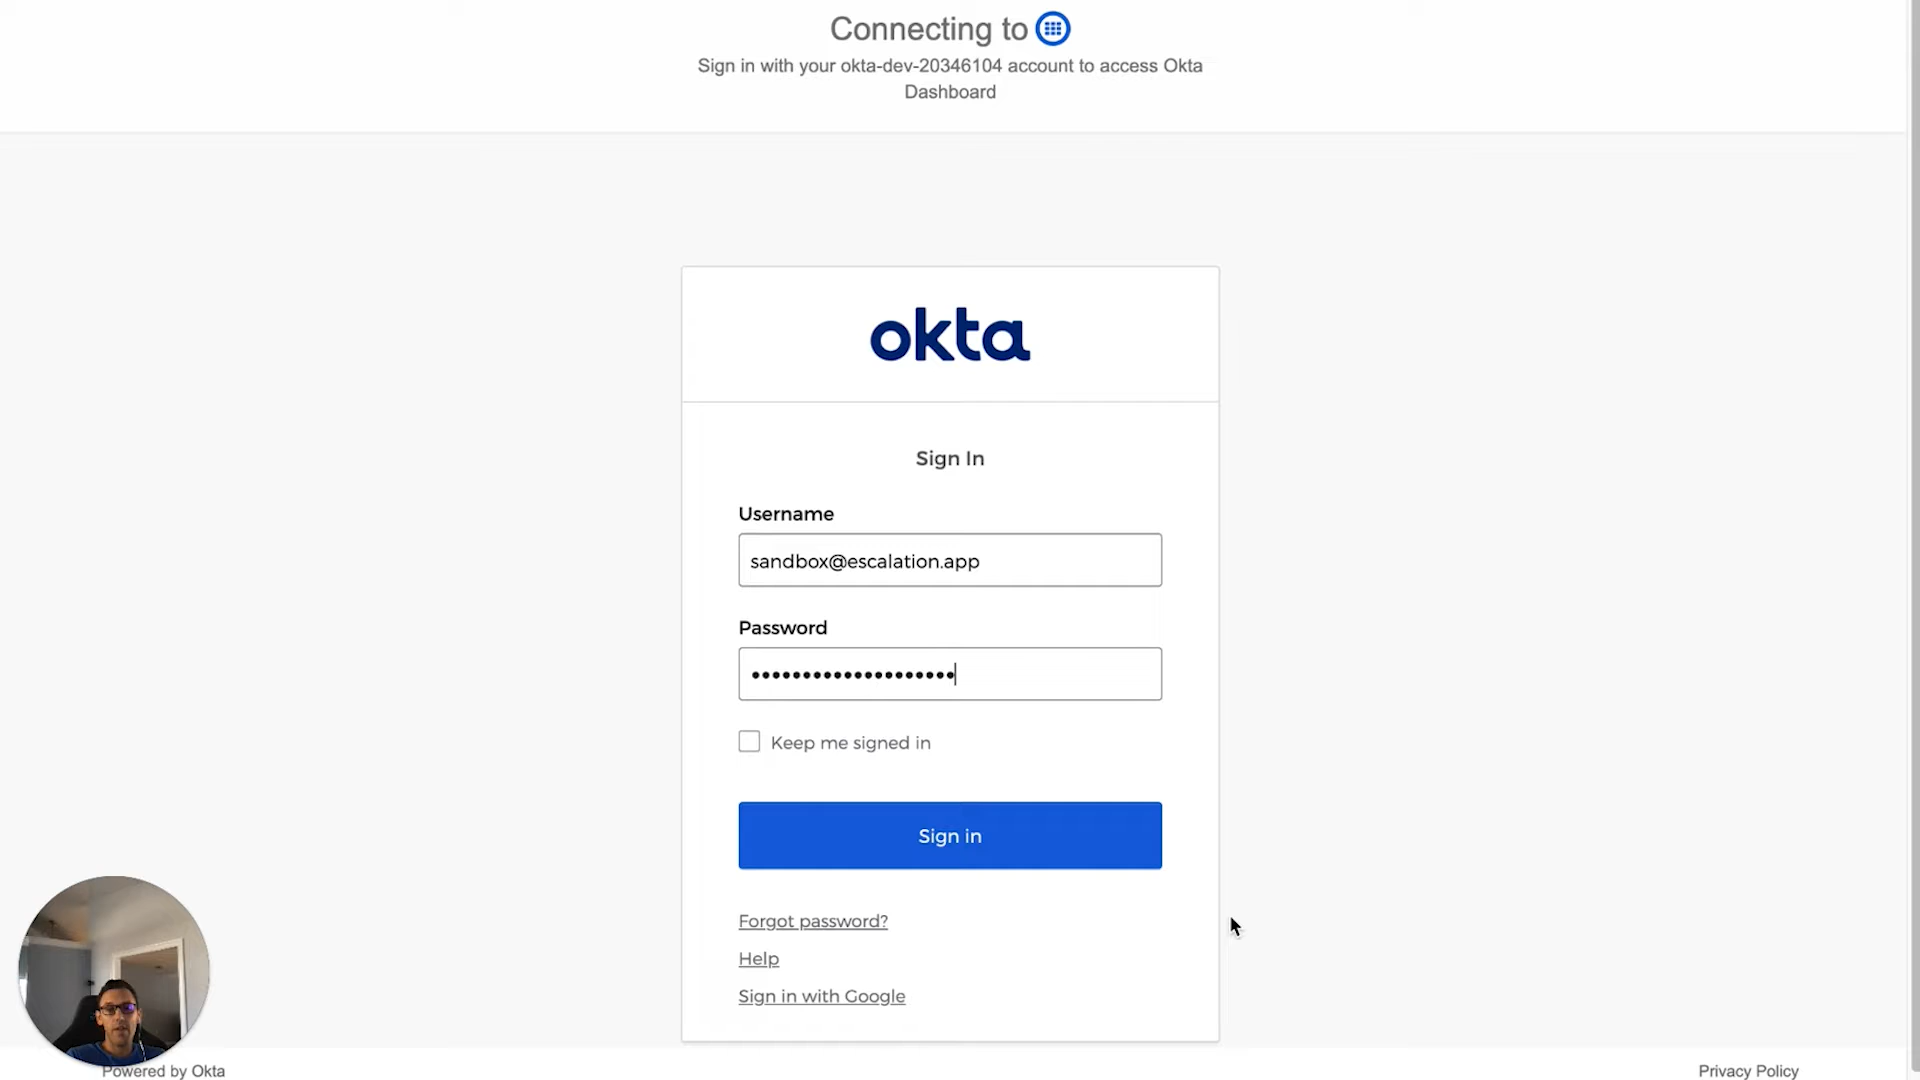 Connecting to
Sign in with your okta-dev-20346104 account to access Okta
Dashboard
okta
Sign In
Username
sandbox@escalation.app
Password
••••••••••••••••••••
Keep me signed in
Sign in
Forgot password?
Help
Sign in with Google
Powered by Okta
Privacy Policy